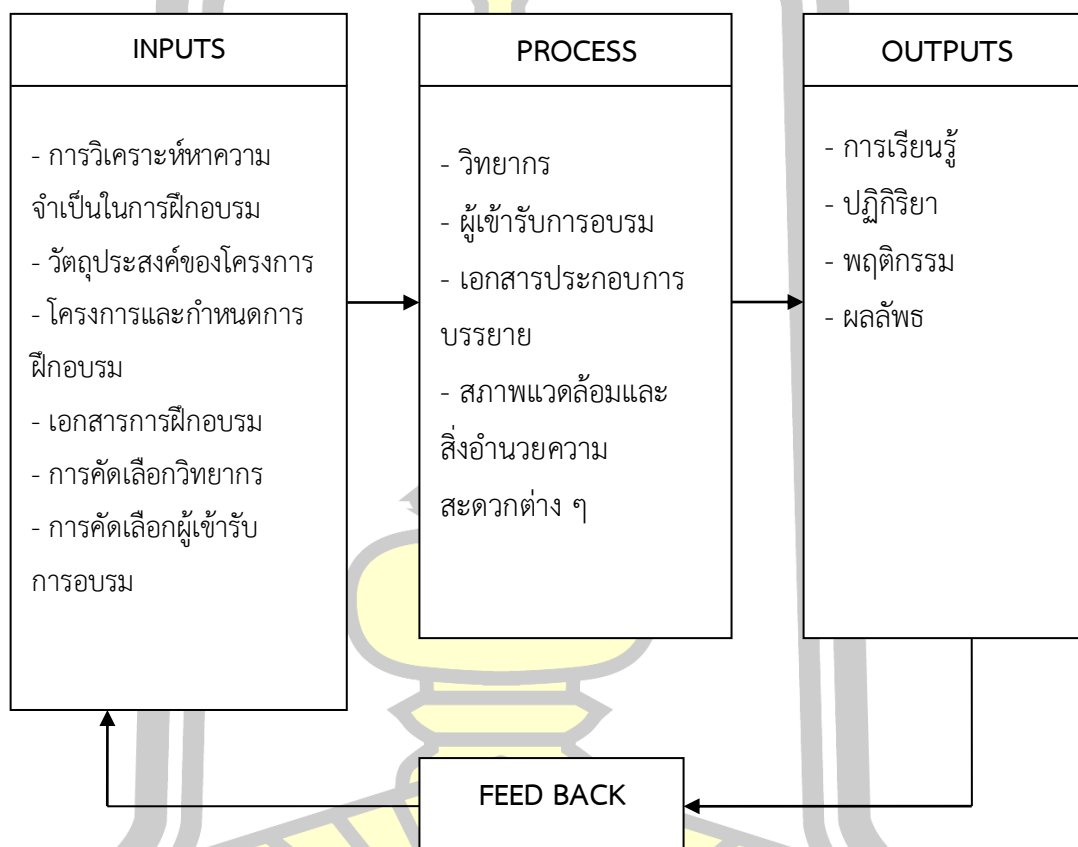 INPUTS
- การวิเคราะห์หาความ
จำเป็นในการฝึกอบรม
- วัตถุประสงค์ของโครงการ
- โครงการและกำหนดการ
ฝึกอบรม
- เอกสารการฝึกอบรม
- การคัดเลือกวิทยากร
- การคัดเลือกผู้เข้ารับ
การอบรม
PROCESS
- วิทยากร
- ผู้เข้ารับการอบรม
- เอกสารประกอบการ
บรรยาย
- สภาพแวดล้อมและ
สิ่งอำนวยความ
สะดวกต่าง ๆ
OUTPUTS
- การเรียนรู้
- ปฏิกิริยา
- พฤติกรรม
- ผลลัพธ
FEED BACK